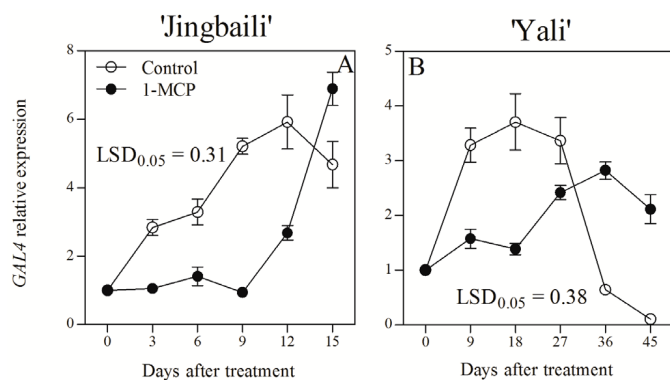 'Jingbaili'
'Yali'
8
6
4
2
0
GAL4 relative expression
Control
1-MCP
A
LSD0.05 = 0.31
0 3 6 9 12 15
Days after treatment
5
4
3
2
1
0
B
LSD0.05 = 0.38
0 9 18 27 36 45
Days after treatment